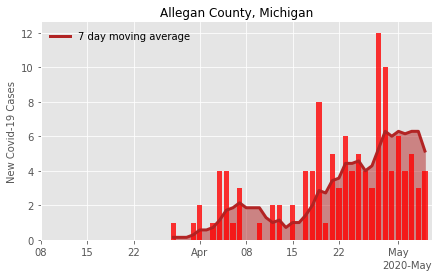 Allegan County, Michigan
7 day moving average
New Covid-19 Cases
12
10
8
6
4
2
0
08 15 22 Apr 08 15 22 May
2020-May